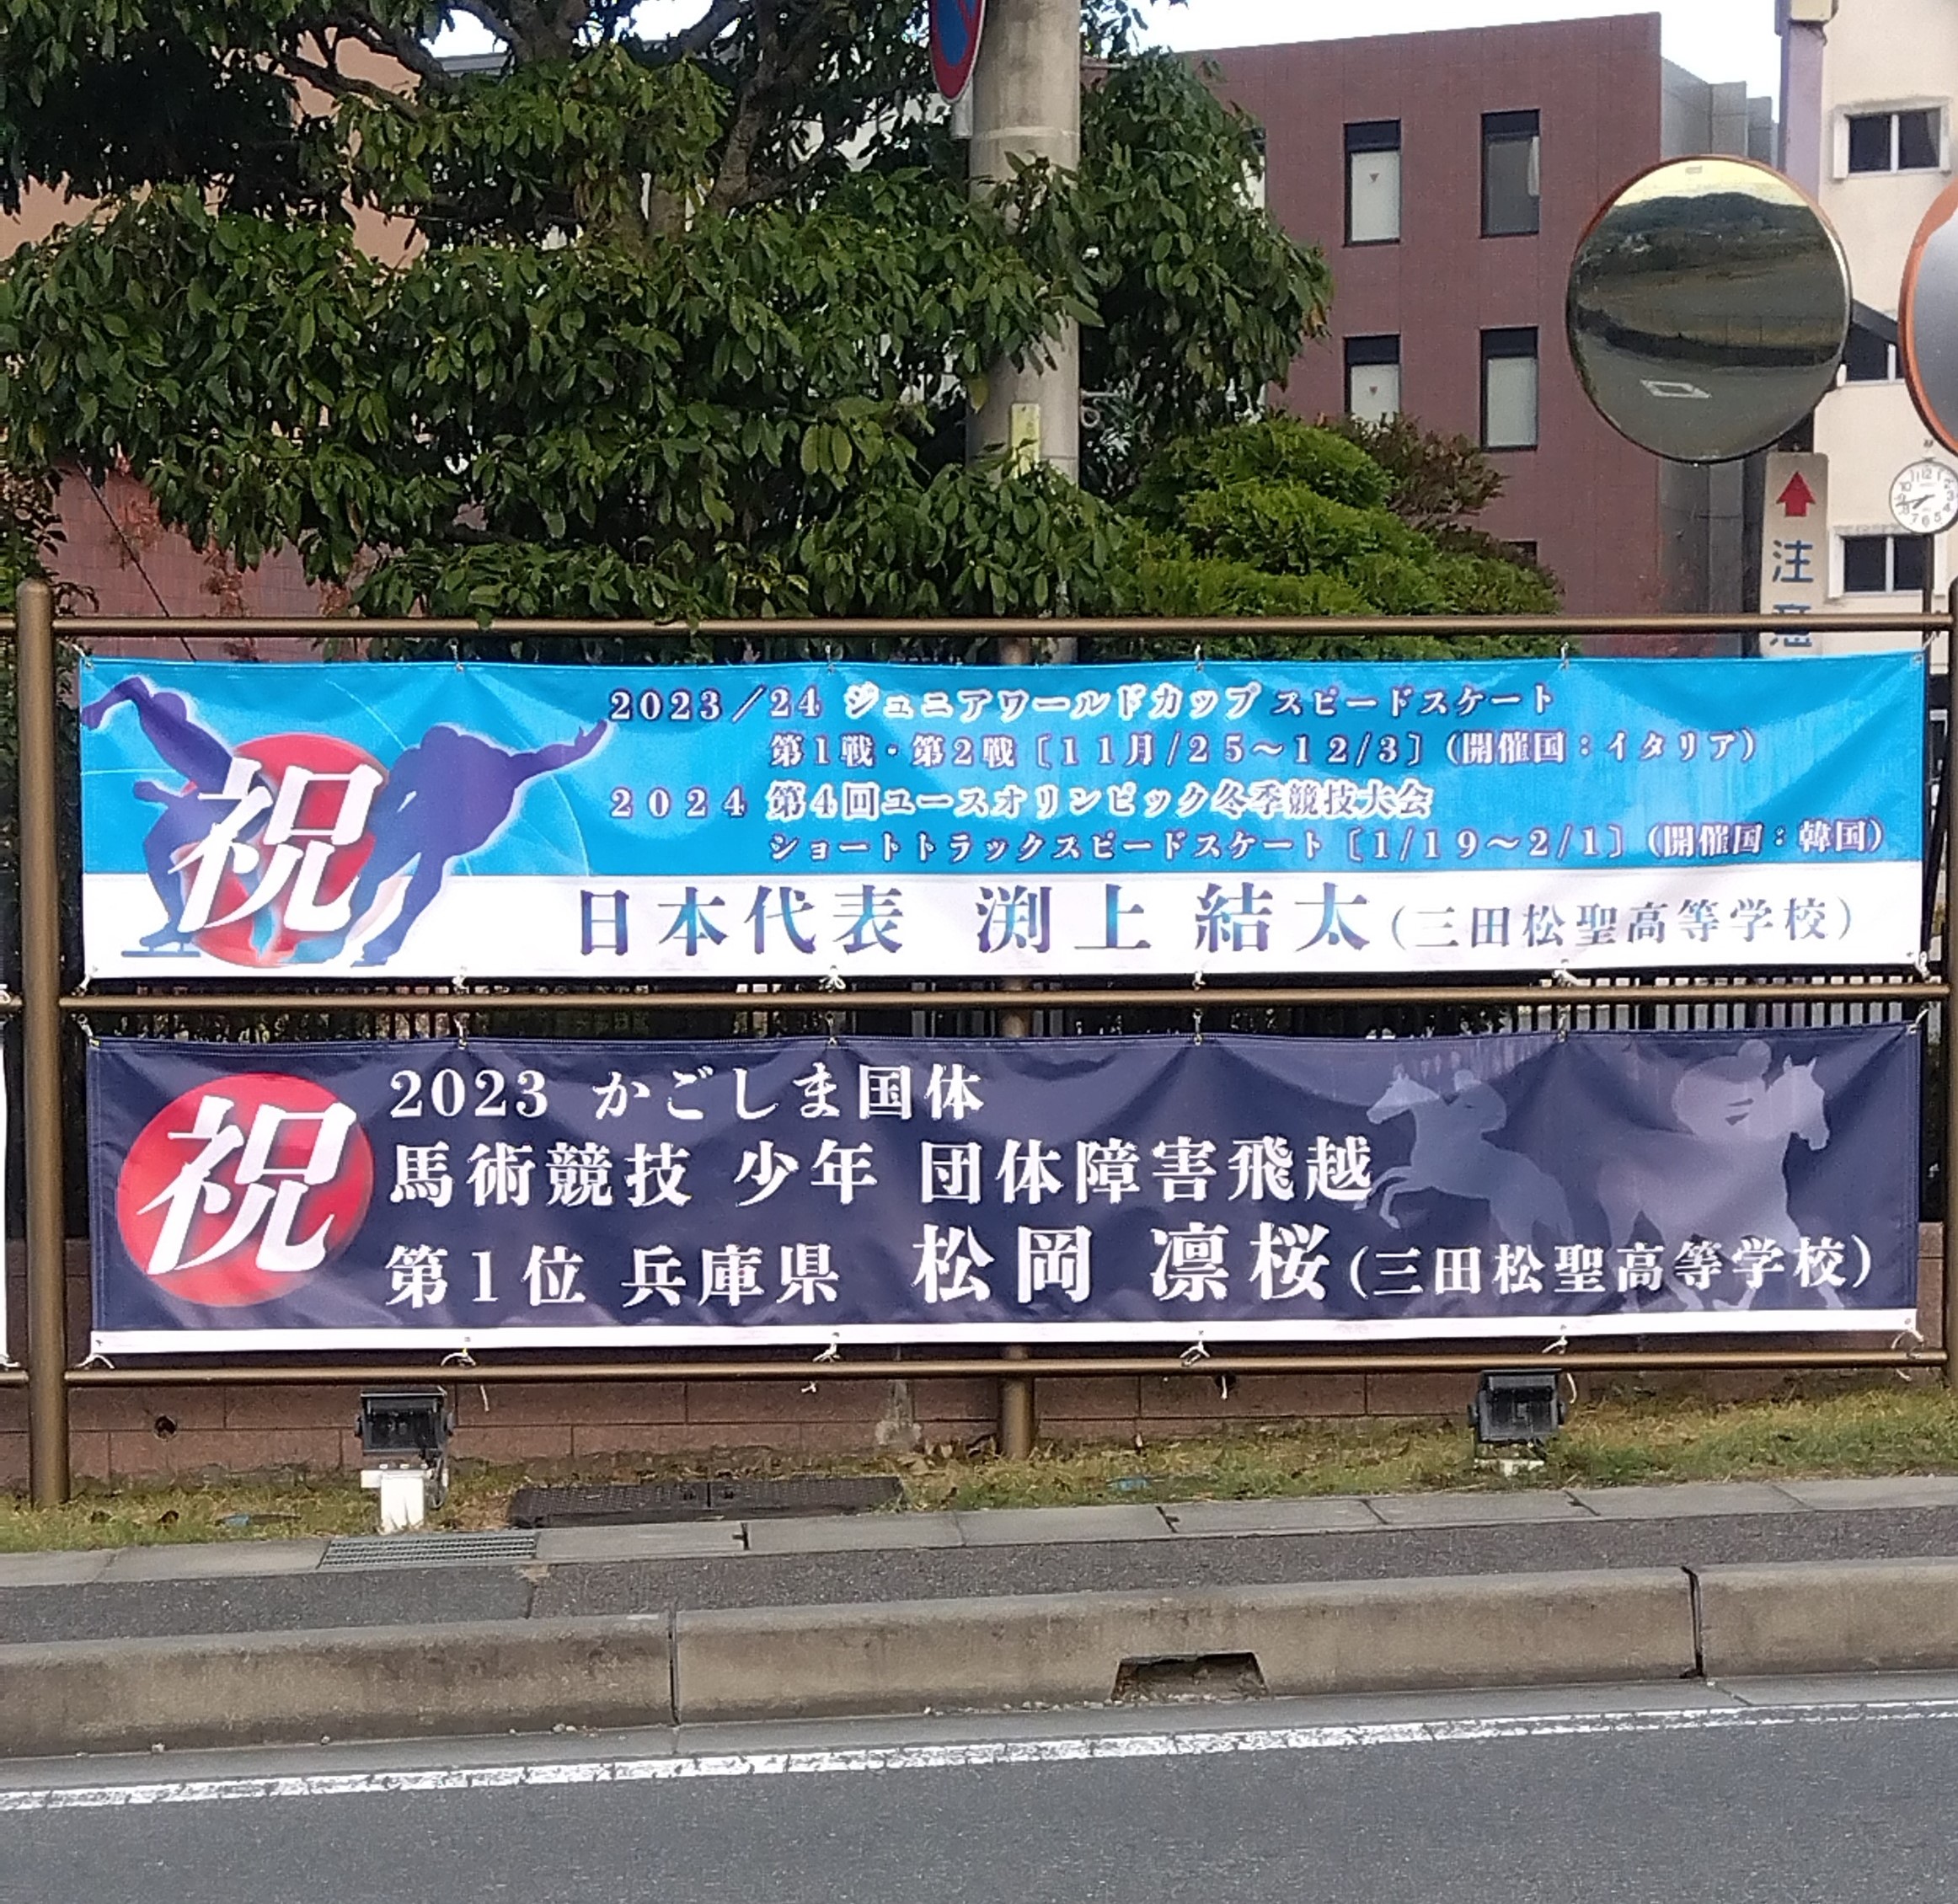 注意
祝
2023/24 ジュニアワールドカップ スピードスケート
第1戦・第2戦〔11月/25～12/3〕(開催国：イタリア)
2024 第4回ユースオリンピック冬季競技大会
ショートトラックスピードスケート〔1/19～2/1〕(開催国：韓国)
日本代表 渕上 結太(三田松聖高等学校)
祝
2023 かごしま国体
馬術競技 少年 団体障害飛越
第1位 兵庫県 松岡 凛桜(三田松聖高等学校)